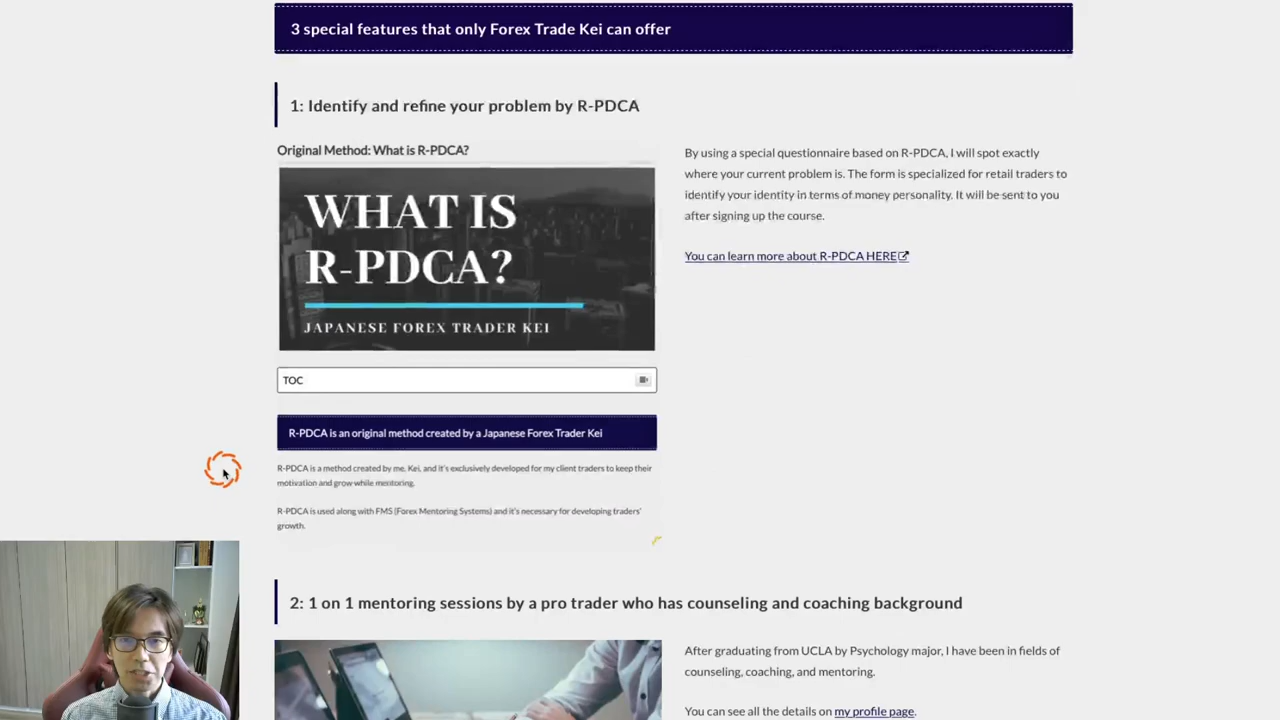 3 special features that only Forex Trade Kei can offer
1: Identify and refine your problem by R-PDCA
Original Method: What is R-PDCA?
WHAT IS
R-PDCA?
JAPANESE FOREX TRADER KEI
TOC
R-PDCA is an original method created by a Japanese Forex Trader Kei
R-PDCA is a method created by me, Kei, and it's exclusively developed for my client traders to keep their
motivation and grow while mentoring.
R-PDCA is used along with FMS (Forex Mentoring Systems) and it's necessary for developing traders'
growth.
By using a special questionnaire based on R-PDCA, I will spot exactly
where your current problem is. The form is specialized for retail traders to
identify your identity in terms of money personality. It will be sent to you
after signing up the course.
You can learn more about R-PDCA HERE
2: 1 on 1 mentoring sessions by a pro trader who has counseling and coaching background
After graduating from UCLA by Psychology major, I have been in fields of
counseling, coaching, and mentoring.
You can see all the details on my profile page.